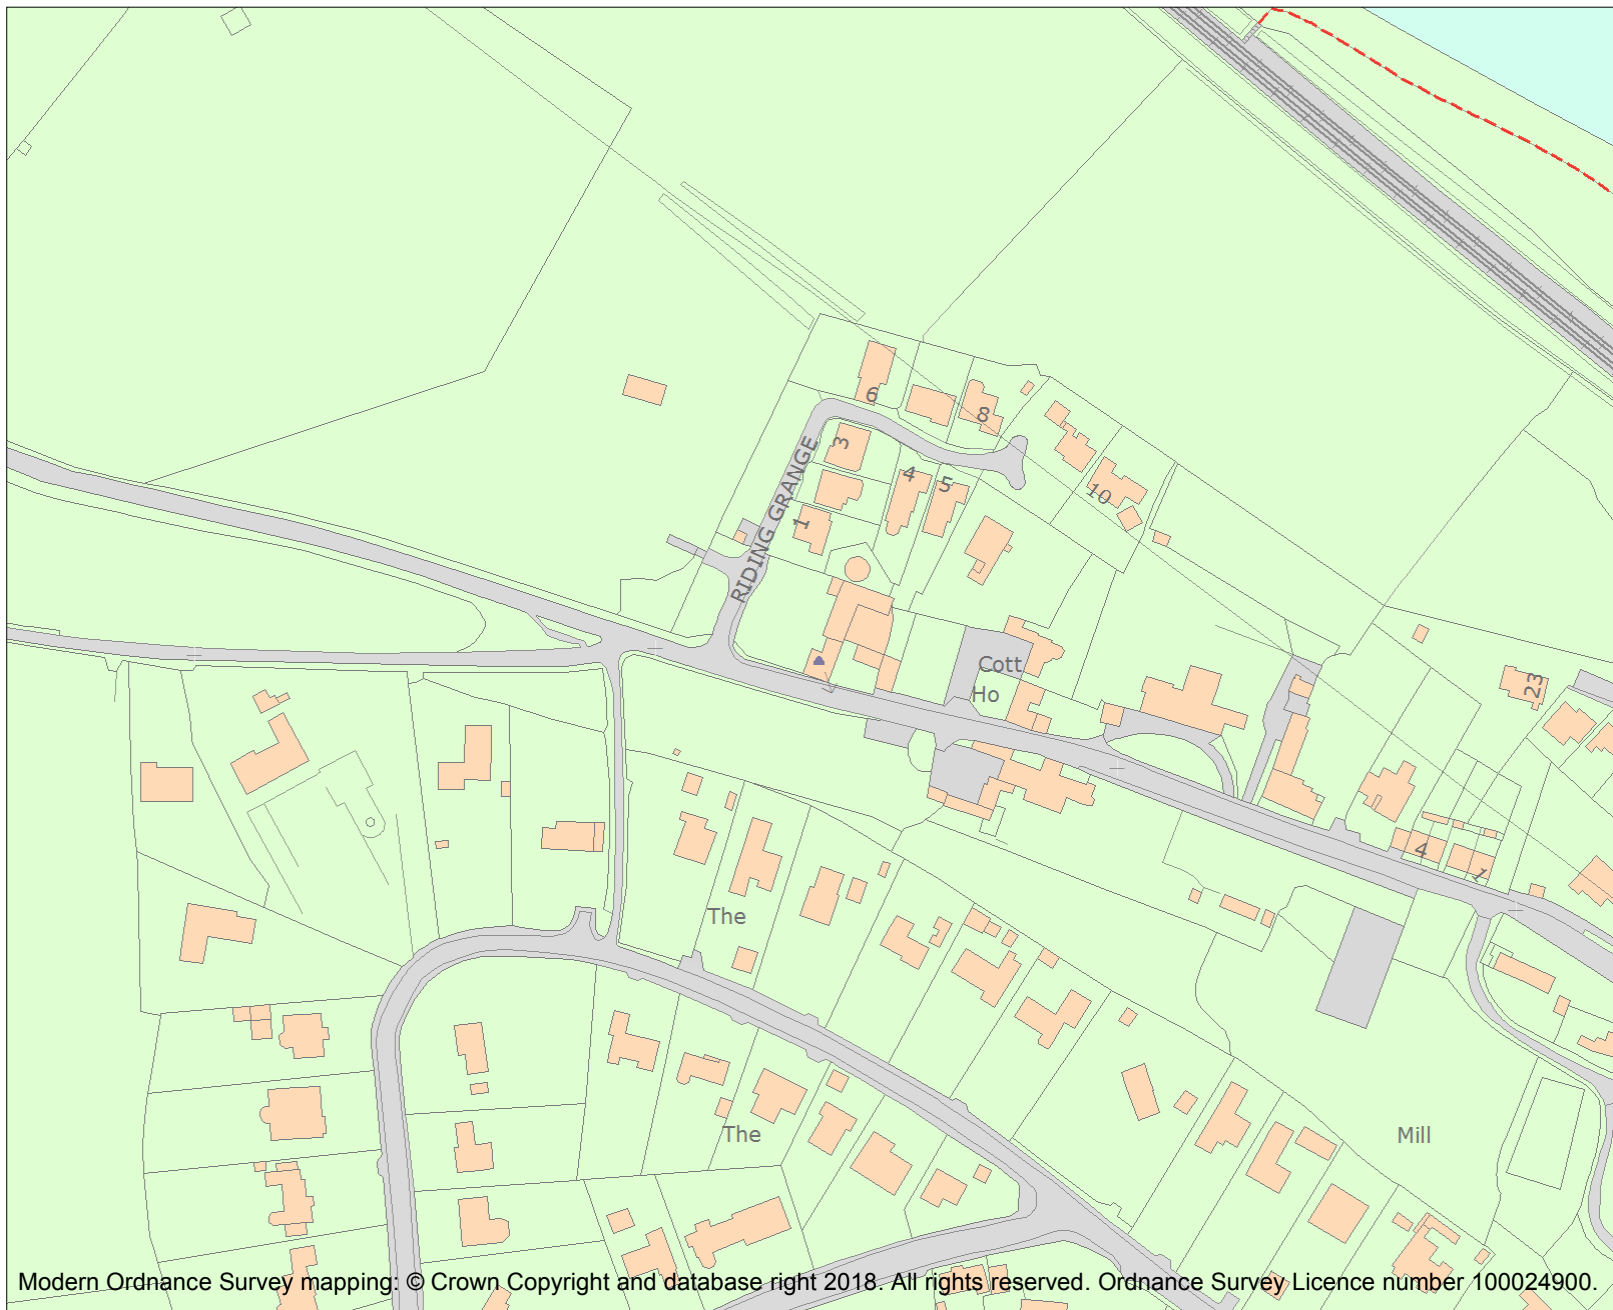 6
8
3
4
5
10
1
RIDING GRANGE
Cott
Ho
23
4
1
The
The
Mill
Modern Ordnance Survey mapping: © Crown Copyright and database right 2018. All rights reserved. Ordnance Survey Licence number 100024900.